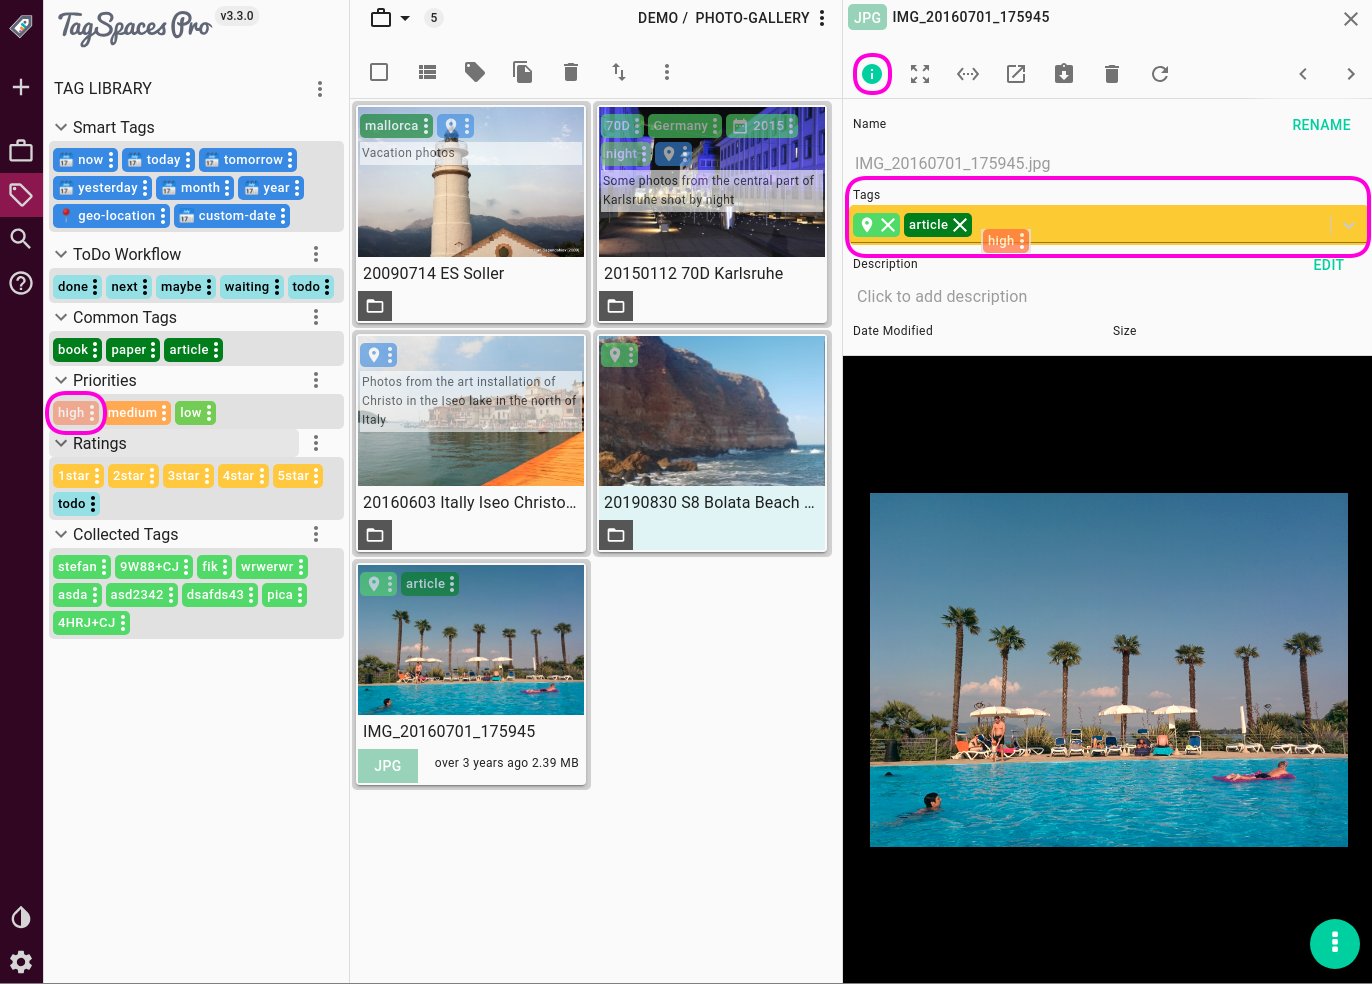 TagSpaces Pro
v3.3.0
TAG LIBRARY
Smart Tags
now today tomorrow
yesterday month year
geo-location custom-date
ToDo Workflow
done next maybe waiting todo
Common Tags
book paper article
Priorities
high medium low
Ratings
1star 2star 3star 4star 5star
todo
Collected Tags
stefan 9W88+CJ fik wrwerwr
asda asd2342 dsafds43 pica
4HRJ+CJ
5
DEMO / PHOTO-GALLERY
mallorca
Vacation photos
20090714 ES Soller
70D Germany 2015
night
Some photos from the central part of
Karlsruhe shot by night
20150112 70D Karlsruhe
Photos from the art installation of
Christo in the Iseo lake in the north of
Italy
20160603 Itally Iseo Christo...
20190830 S8 Bolata Beach ...
article
IMG_20160701_175945
JPG
over 3 years ago 2.39 MB
JPG IMG_20160701_175945
Name
RENAME
IMG_20160701_175945.jpg
Tags
article
high
Description
EDIT
Click to add description
Date Modified
Size